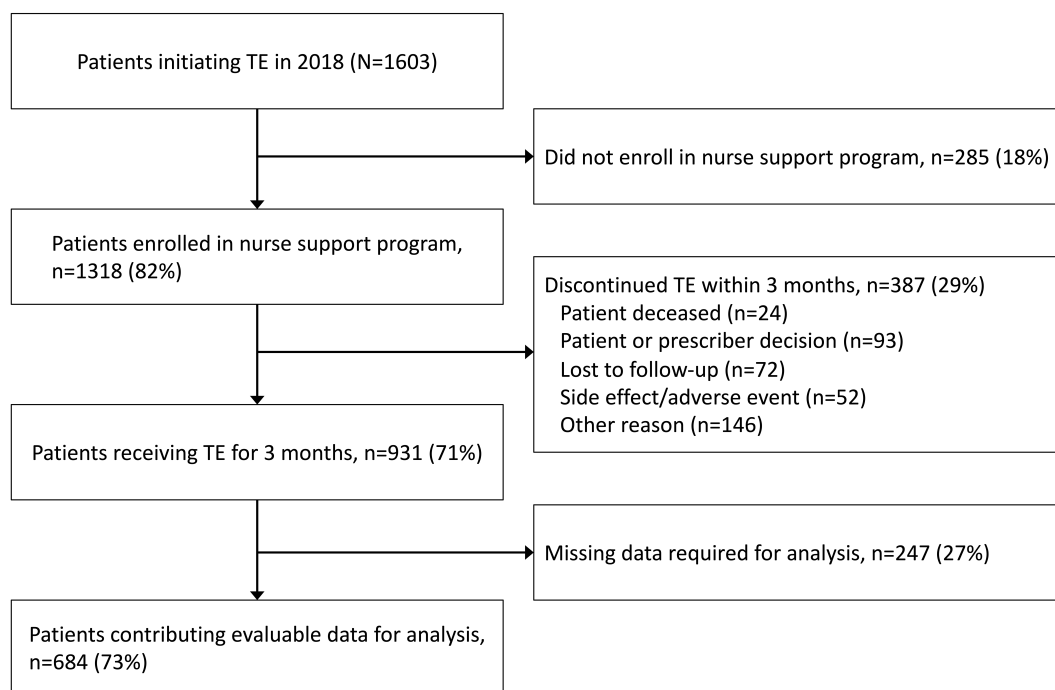 Patients initiating TE in 2018 (N=1603)
Did not enroll in nurse support program, n=285 (18%)
Patients enrolled in nurse support program,
n=1318 (82%)
Discontinued TE within 3 months, n=387 (29%)
Patient deceased (n=24)
Patient or prescriber decision (n=93)
Lost to follow-up (n=72)
Side effect/adverse event (n=52)
Other reason (n=146)
Patients receiving TE for 3 months, n=931 (71%)
Missing data required for analysis, n=247 (27%)
Patients contributing evaluable data for analysis,
n=684 (73%)